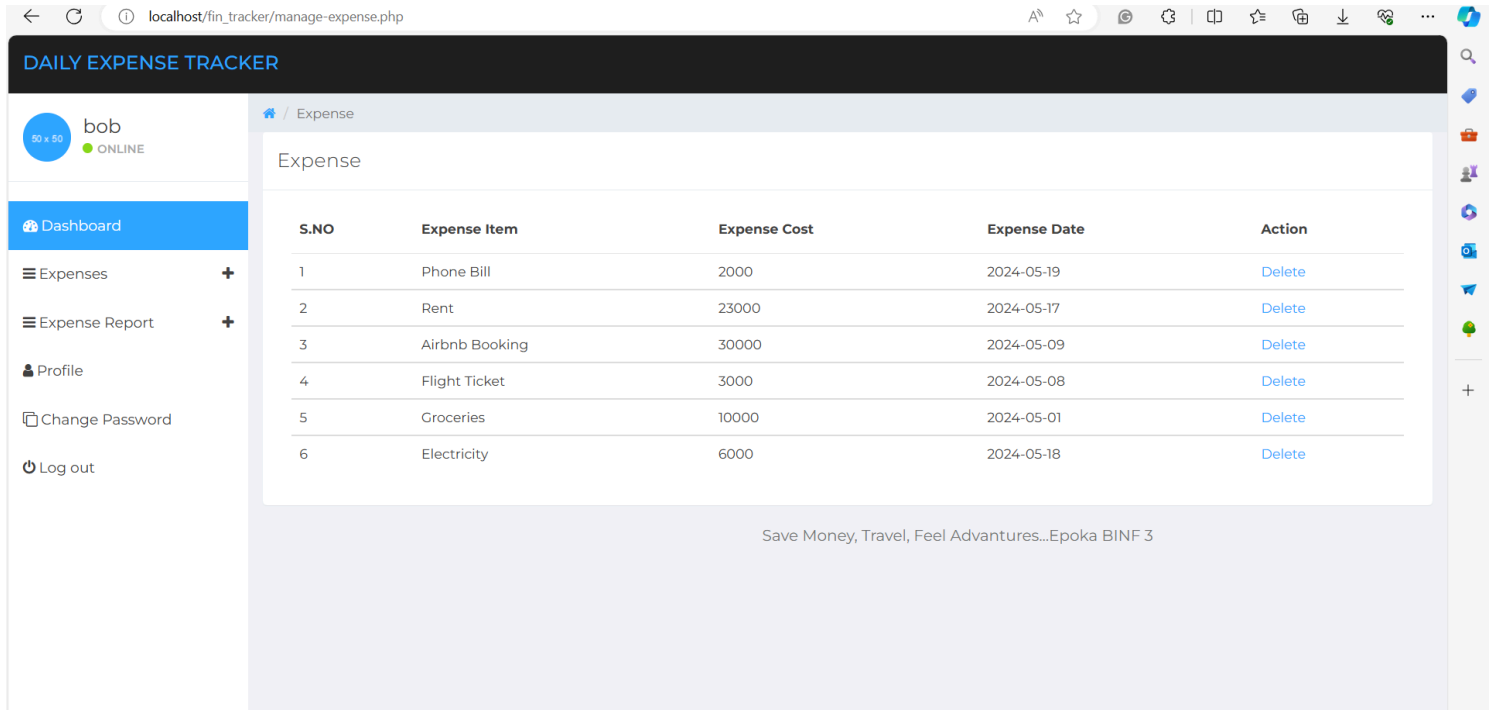 localhost/fin_tracker/manage-expense.php
DAILY EXPENSE TRACKER
50 x 50
bob
ONLINE
Dashboard
Expenses
Expense Report
Profile
Change Password
Log out
/ Expense
Expense
S.NO Expense Item Expense Cost Expense Date Action
1 Phone Bill 2000 2024-05-19 Delete
2 Rent 23000 2024-05-17 Delete
3 Airbnb Booking 30000 2024-05-09 Delete
4 Flight Ticket 3000 2024-05-08 Delete
5 Groceries 10000 2024-05-01 Delete
6 Electricity 6000 2024-05-18 Delete
Save Money, Travel, Feel Advantures...Epoka BINF 3